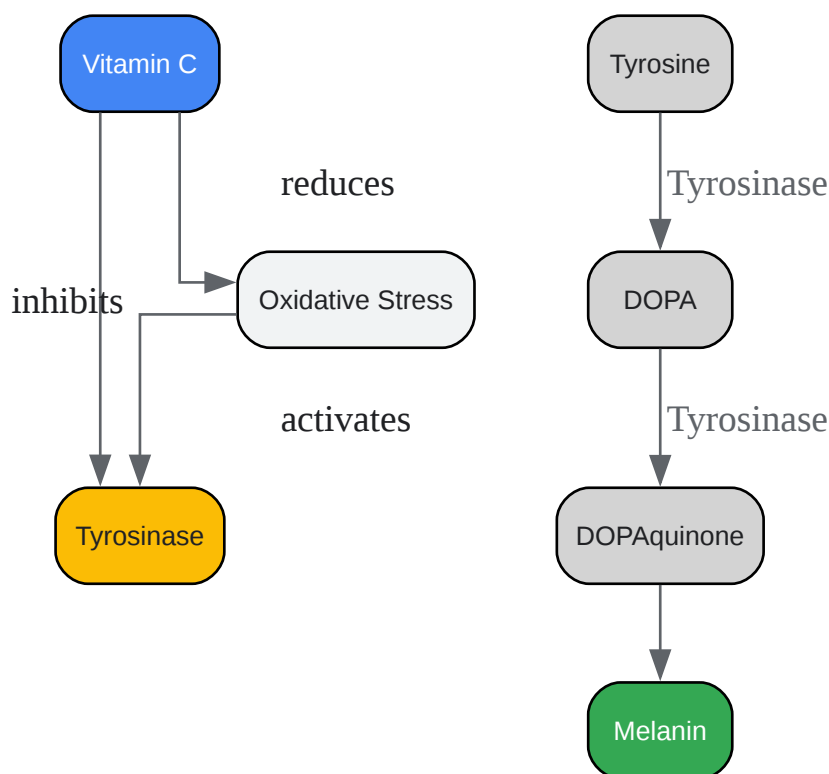 Vitamin C
Tyrosine
reduces
Tyrosinase
inhibits
Oxidative Stress
DOPA
activates
Tyrosinase
Tyrosinase
DOPAquinone
Melanin